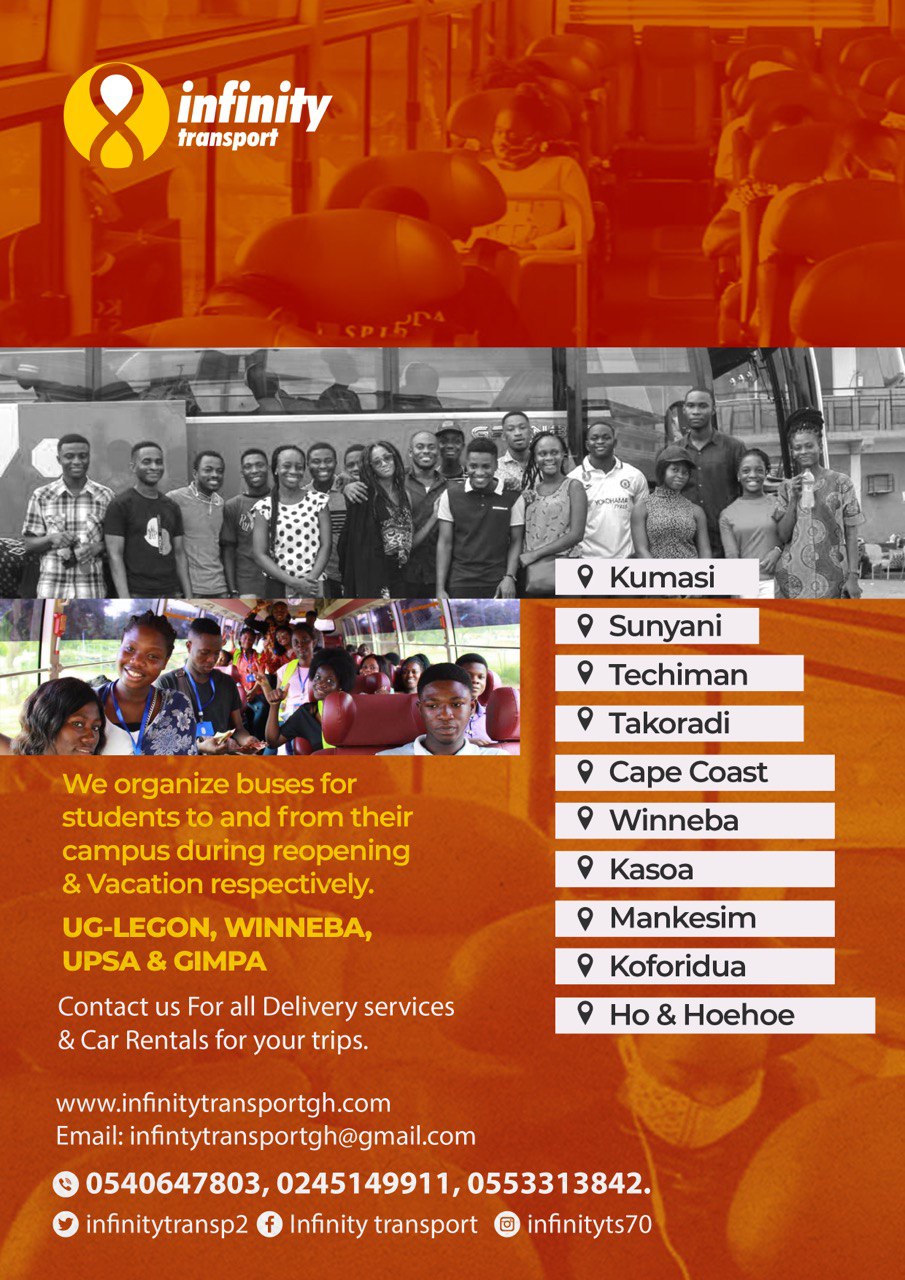 infinity
transport
Kumasi
Sunyani
Techiman
Takoradi
Cape Coast
Winneba
Kasoa
Mankesim
Koforidua
Ho & Hoehoe
We organize buses for
students to and from their
campus during reopening
& Vacation respectively.
UG-LEGON, WINNEBA,
UPSA & GIMPA
Contact us For all Delivery services
& Car Rentals for your trips.
www.infinitytransportgh.com
Email: infintytransportgh@gmail.com
0540647803, 0245149911, 0553313842.
infinitytransp2 Infinity transport infinityts70